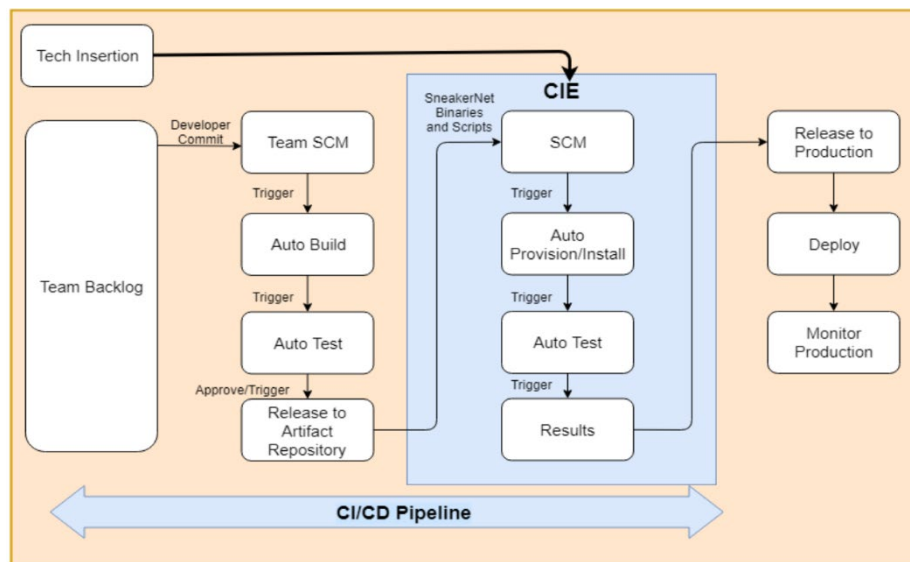 Tech Insertion
CIE
Team Backlog
Developer
Commit
Team SCM
Trigger
Auto Build
Trigger
Auto Test
Approve/Trigger
Release to
Artifact
Repository
SneakerNet
Binaries
and Scripts
SCM
Trigger
Auto
Provision/Install
Trigger
Auto Test
Trigger
Results
Release to
Production
Deploy
Monitor
Production
CI/CD Pipeline